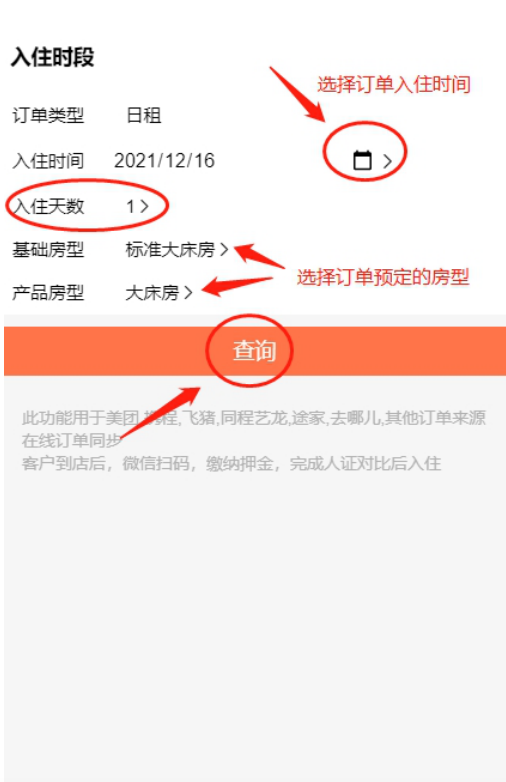 入住时段
选择订单入住时间
订单类型 日租
入住时间 2021/12/16
入住天数 1
基础房型 标准大床房
选择订单预定的房型
产品房型 大床房
查询
此功能用于美团,携程,飞猪,同程艺龙,途家,去哪儿,其他订单来源
在线订单同步
客户到店后，微信扫码，缴纳押金，完成人证对比后入住